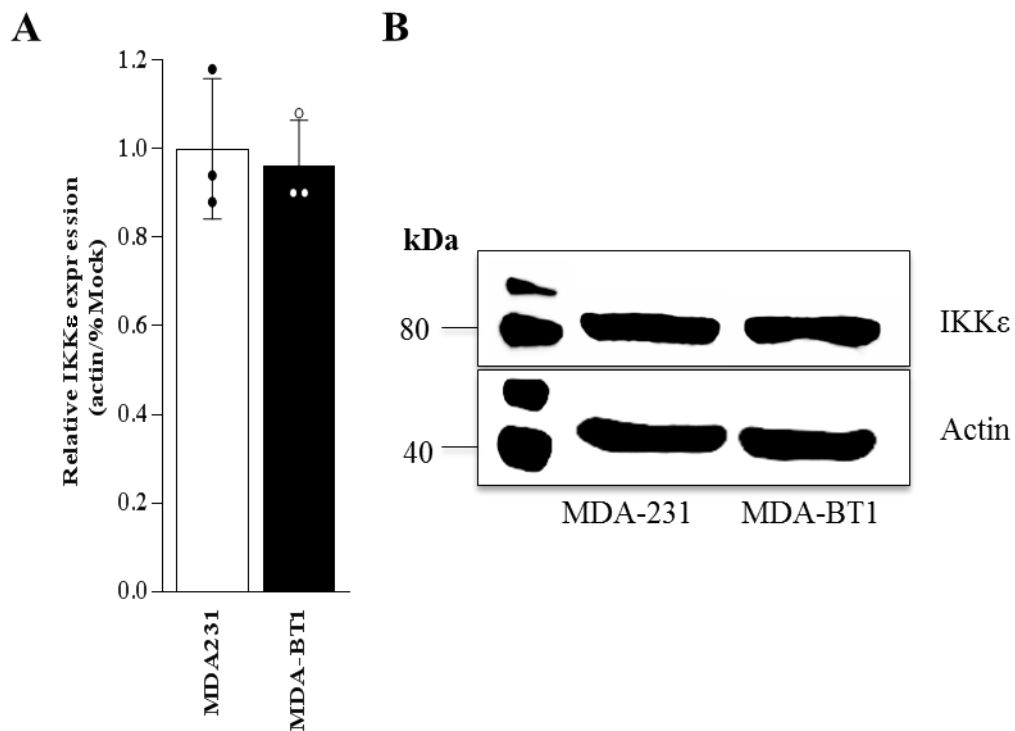 A
B
Relative IKKε expression
(actin/%Mock)
1.2
1.0
0.8
0.6
0.4
0.2
0.0
MDA231
MDA-BT1
kDa
80
IKKε
40
Actin
MDA-231 MDA-BT1